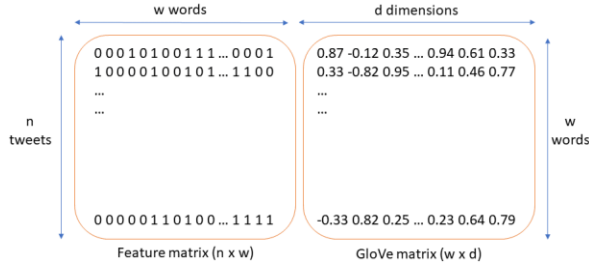 w words
d dimensions
0 0 0 1 0 1 0 0 1 1 1 ... 0 0 0 1
0.87 -0.12 0.35 ... 0.94 0.61 0.33
1 0 0 0 0 1 0 0 1 0 1 ... 1 1 0 0
0.33 -0.82 0.95 ... 0.11 0.46 0.77
...
...
...
...
n
tweets
w
words
0 0 0 0 0 1 1 0 1 0 0 ... 1 1 1 1
-0.33 0.82 0.25 ... 0.23 0.64 0.79
Feature matrix (n x w)
GloVe matrix (w x d)